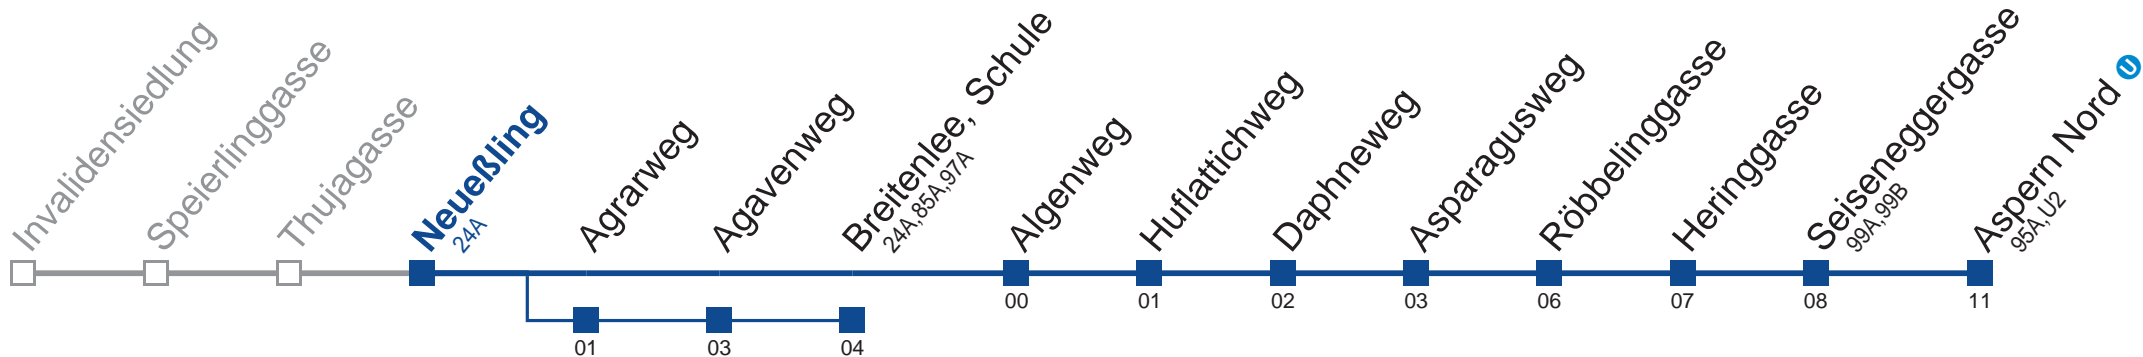 Invalidensiedlung
Speierlinggasse
Thujagasse
Neueßling
24A
Agrarweg
Agavenweg
Breitenlee, Schule
24A,85A,97A
Algenweg
Huflattichweg
Daphneweg
Asparagusweg
Röbbelinggasse
Heringgasse
Seiseneggergasse
99A,99B
Aspern Nord U
95A,U2
00 01 02 03 06 07 08 11
01 03 04